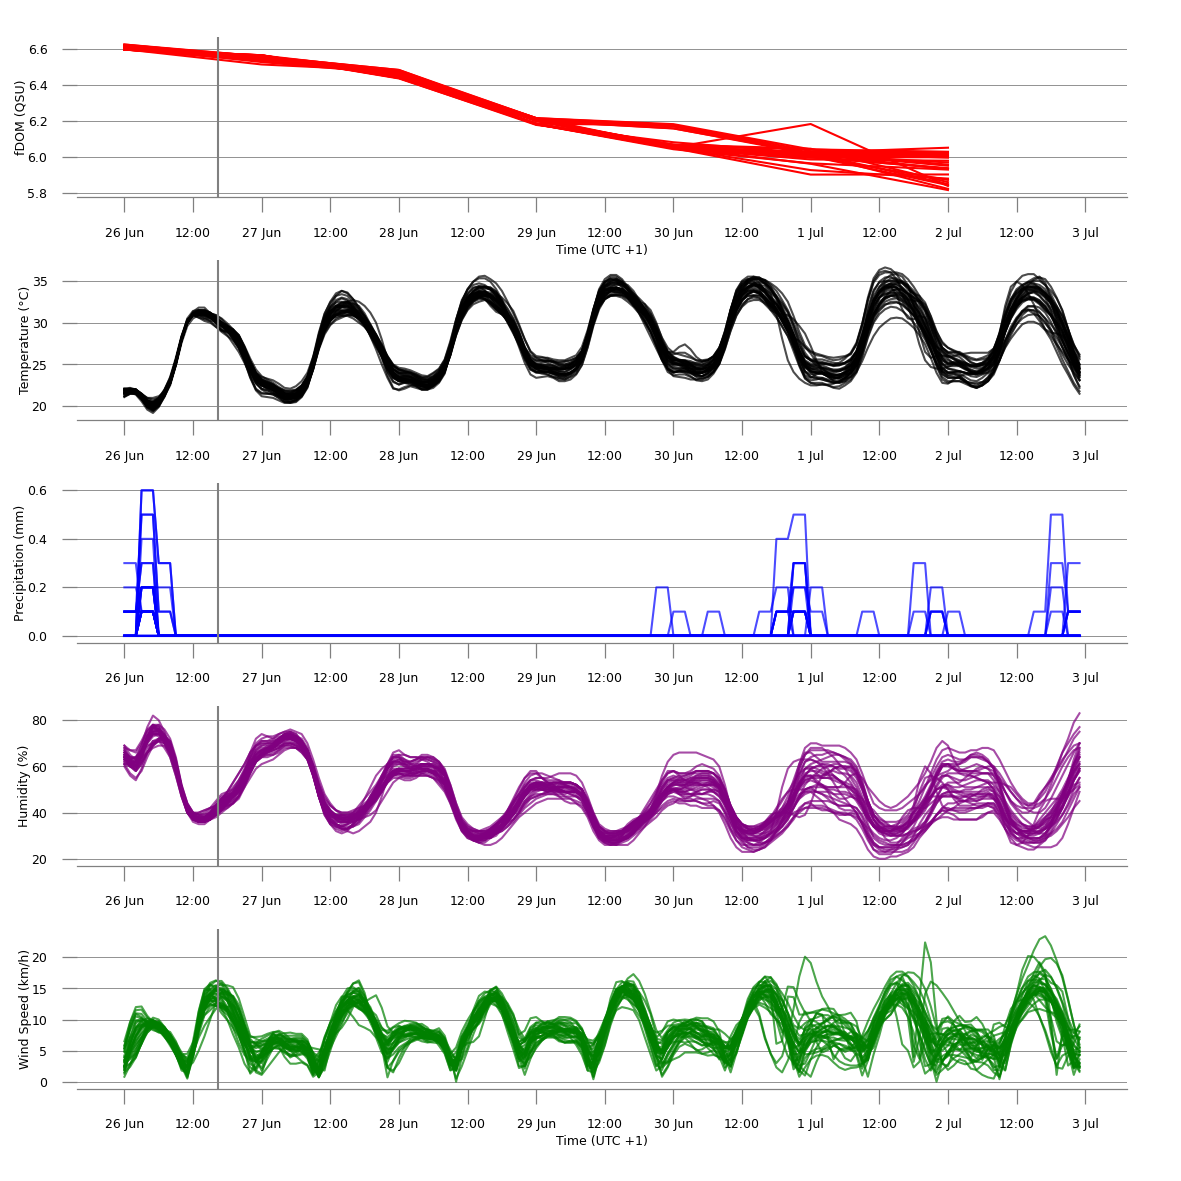 fDOM (QSU)
6.6
6.4
6.2
6.0
5.8
26 Jun 12:00 27 Jun 12:00 28 Jun 12:00 29 Jun 12:00 30 Jun 12:00 1 Jul 12:00 2 Jul 12:00 3 Jul
Time (UTC +1)
Temperature (°C)
35
30
25
20
26 Jun 12:00 27 Jun 12:00 28 Jun 12:00 29 Jun 12:00 30 Jun 12:00 1 Jul 12:00 2 Jul 12:00 3 Jul
Precipitation (mm)
0.6
0.4
0.2
0.0
26 Jun 12:00 27 Jun 12:00 28 Jun 12:00 29 Jun 12:00 30 Jun 12:00 1 Jul 12:00 2 Jul 12:00 3 Jul
Humidity (%)
80
60
40
20
26 Jun 12:00 27 Jun 12:00 28 Jun 12:00 29 Jun 12:00 30 Jun 12:00 1 Jul 12:00 2 Jul 12:00 3 Jul
Wind Speed (km/h)
20
15
10
5
0
26 Jun 12:00 27 Jun 12:00 28 Jun 12:00 29 Jun 12:00 30 Jun 12:00 1 Jul 12:00 2 Jul 12:00 3 Jul
Time (UTC +1)